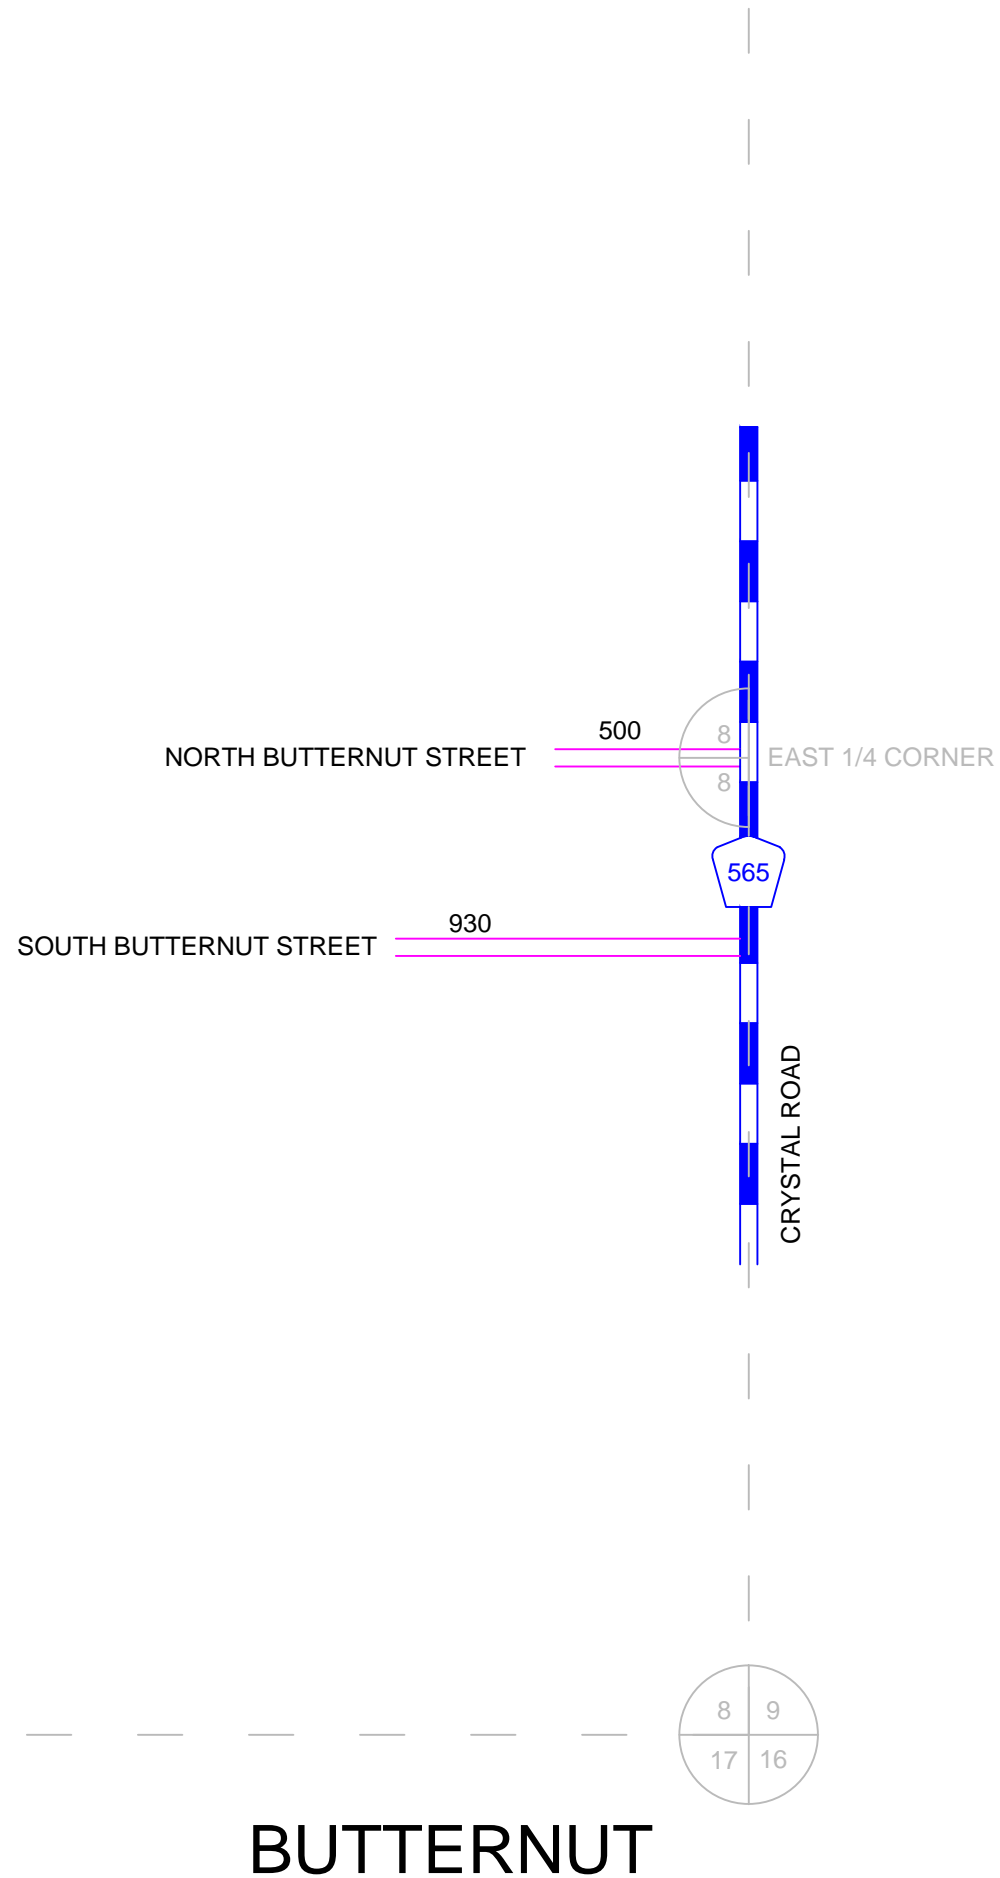 500
8
NORTH BUTTERNUT STREET
EAST 1/4 CORNER
8
565
930
SOUTH BUTTERNUT STREET
CRYSTAL ROAD
8 9
17 16
BUTTERNUT